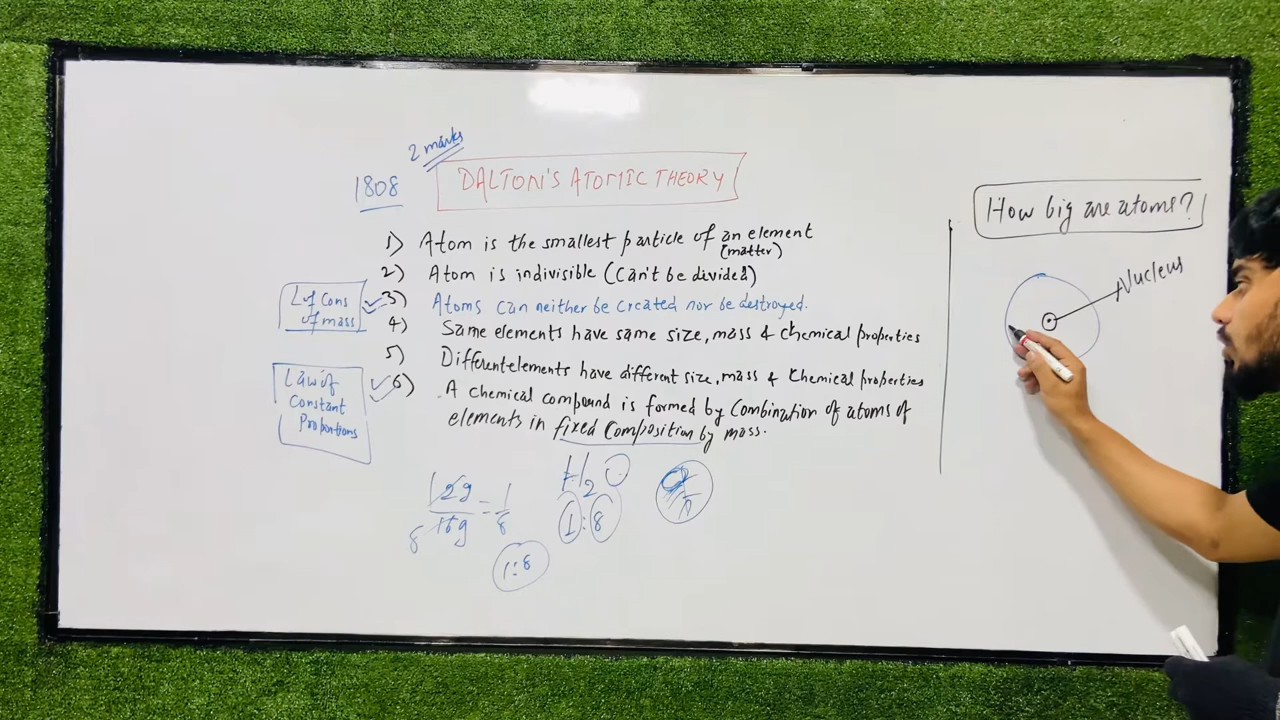 2 marks
1808
DALTON'S ATOMIC THEORY
1) Atom is the smallest particle of an element
(matter)
2) Atom is indivisible (Can't be divided)
L of Cons
of mass
3) Atoms can neither be created nor be destroyed.
4) Same elements have same size, mass & Chemical properties
5) Different elements have different size, mass & Chemical properties
Law of
Constant
Proportions
6) A chemical compound is formed by Combination of atoms of
elements in fixed Composition by mass.
12g
16g
8
= 1
8
1:8
H2O
1:8
How big are atoms?
Nucleus